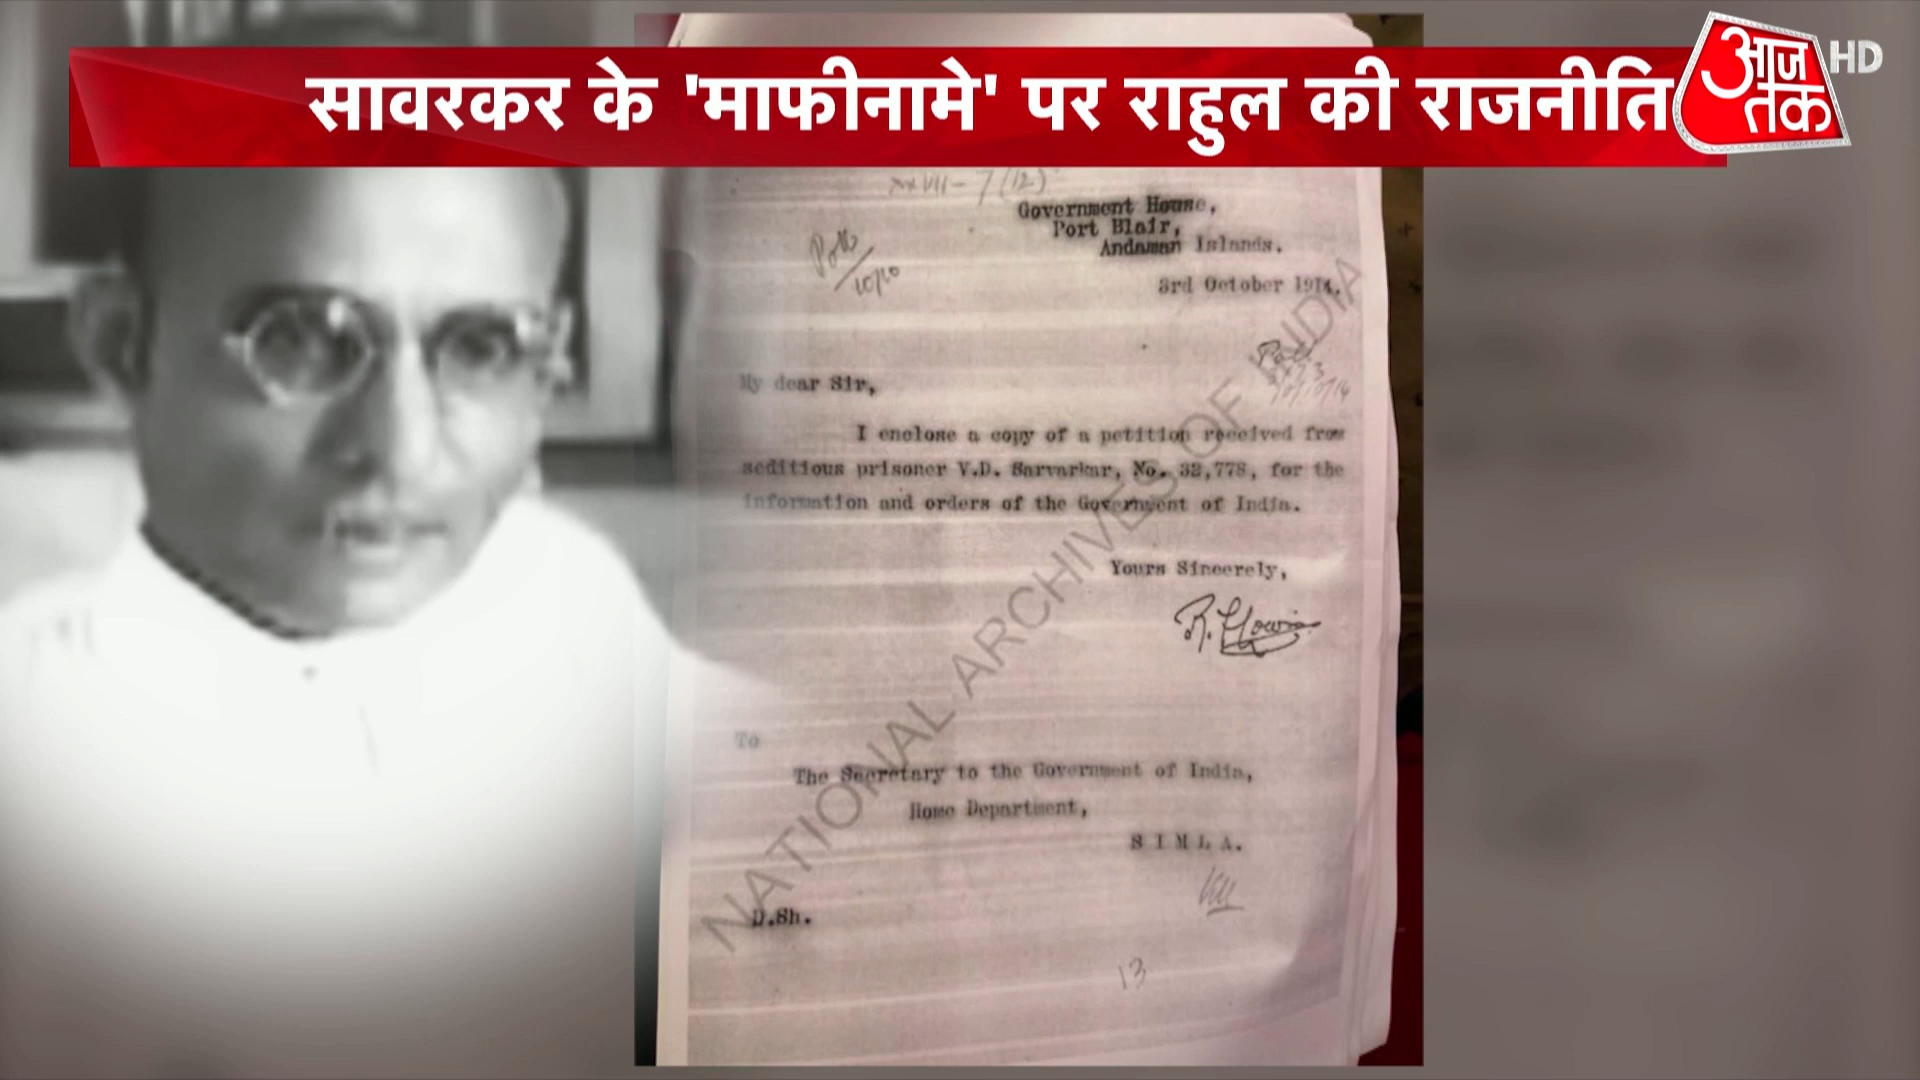 सावरकर के 'माफीनामे' पर राहुल की राजनीति
आज
तक
HD
Government House,
Port Blair,
Andaman Islands.
3rd October 1914.
My dear Sir,
I enclose a copy of a petition received from
seditious prisoner V.D. Sarvarkar, No. 32,778, for the
information and orders of the Government of India.
Yours Sincerely,
To
The Secretary to the Government of India,
Home Department,
SIMLA.
D.Sh.
13
NATIONAL ARCHIVES OF INDIA